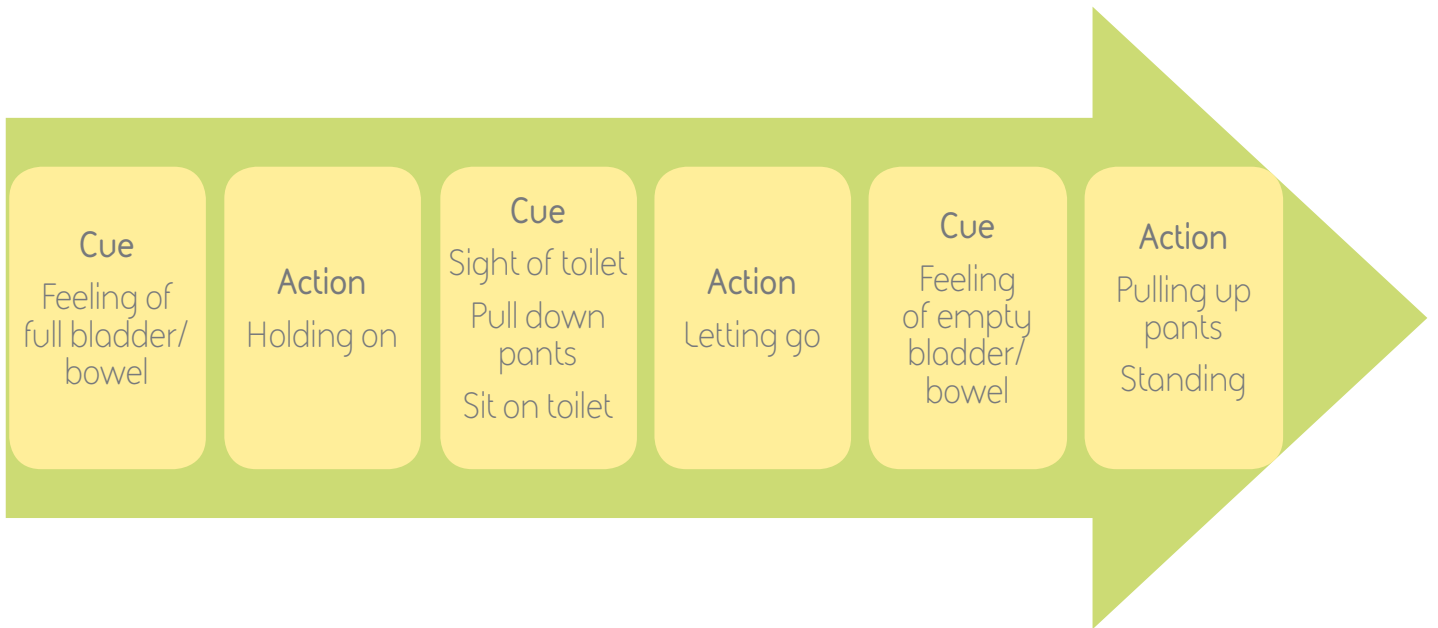 Cue
Feeling of
full bladder/
bowel
Action
Holding on
Cue
Sight of toilet
Pull down
pants
Sit on toilet
Action
Letting go
Cue
Feeling
of empty
bladder/
bowel
Action
Pulling up
pants
Standing